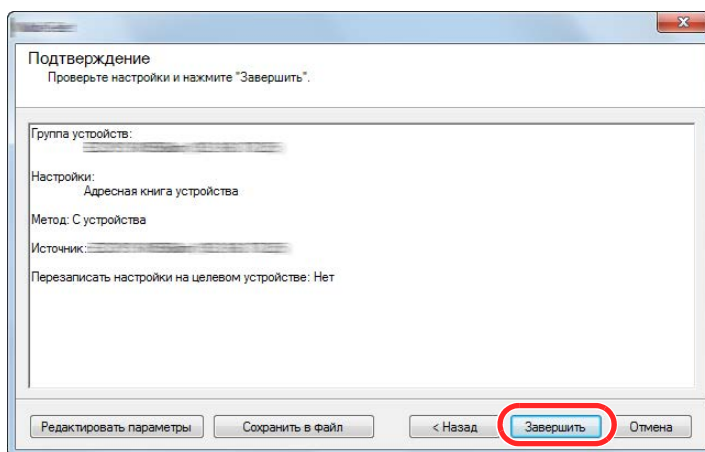 Подтверждение
Проверьте настройки и нажмите "Завершить".
Группа устройств:
Настройки:
Адресная книга устройства
Метод: С устройства
Источник:
Перезаписать настройки на целевом устройстве: Нет
Редактировать параметры
Сохранить в файл
< Назад
Завершить
Отмена